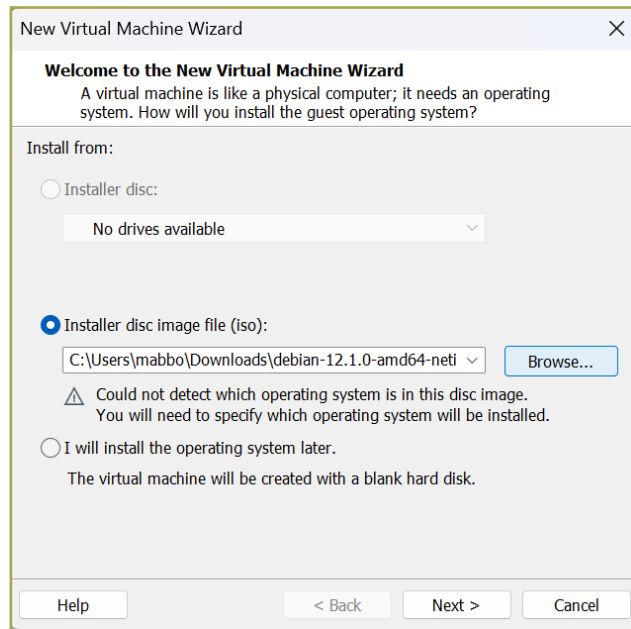 New Virtual Machine Wizard
Welcome to the New Virtual Machine Wizard
A virtual machine is like a physical computer; it needs an operating
system. How will you install the guest operating system?
Install from:
Installer disc:
No drives available
Installer disc image file (iso):
C:\Users\mabbo\Downloads\debian-12.1.0-amd64-neti
Browse...
Could not detect which operating system is in this disc image.
You will need to specify which operating system will be installed.
I will install the operating system later.
The virtual machine will be created with a blank hard disk.
Help
< Back
Next >
Cancel